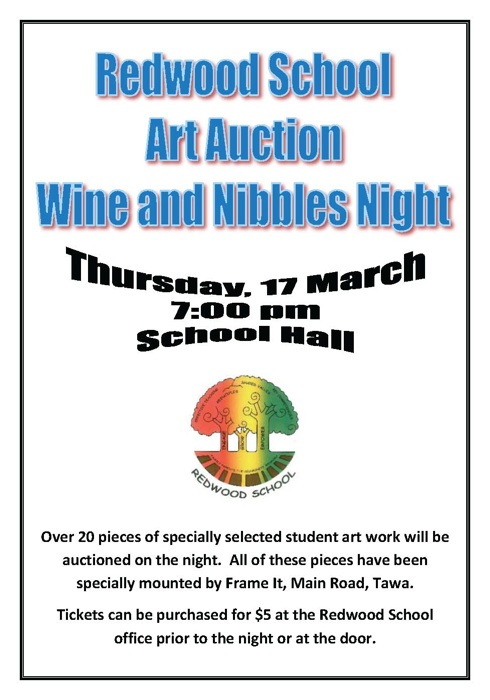 Redwood School
Art Auction
Wine and Nibbles Night
Thursday, 17 March
7:00 pm
School Hall
REDWOOD SCHOOL
Over 20 pieces of specially selected student art work will be
auctioned on the night.  All of these pieces have been
specially mounted by Frame It, Main Road, Tawa.
Tickets can be purchased for $5 at the Redwood School
office prior to the night or at the door.